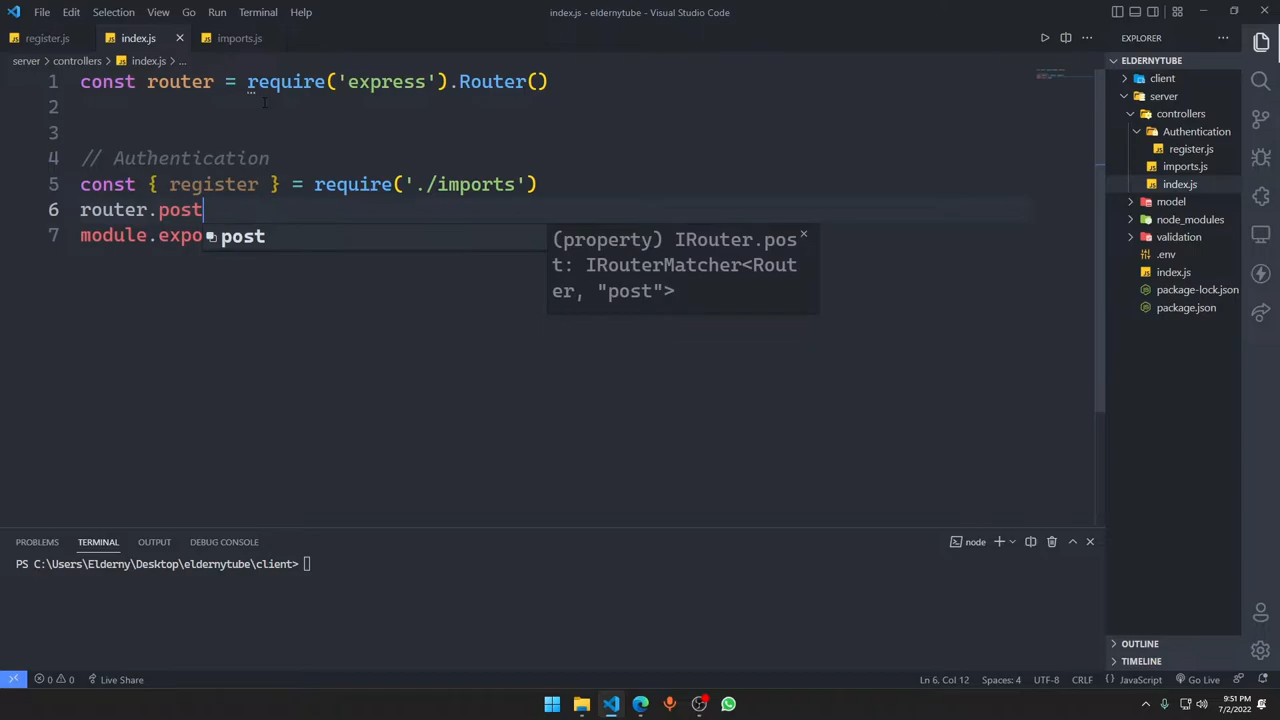 File Edit Selection View Go Run Terminal Help
index.js - eldernytube - Visual Studio Code
register.js
index.js
imports.js
EXPLORER
server
controllers
index.js
...
1 const router = require('express').Router()
2
3
4 // Authentication
5 const { register } = require('./imports')
6 router.post
7 module.expo
post
(property) IRouter.pos
t: IRouterMatcher<Rout
er, "post">
ELDERNYTUBE
client
server
controllers
Authentication
register.js
imports.js
index.js
model
node_modules
validation
.env
index.js
package-lock.json
package.json
OUTLINE
TIMELINE
PROBLEMS TERMINAL OUTPUT DEBUG CONSOLE
node
PS C:\Users\Elderny\Desktop\eldernytube\client>
0 0 Live Share
Ln 6, Col 12 Spaces: 4 UTF-8 CRLF {} JavaScript Go Live
9:51 PM
7/2/2022